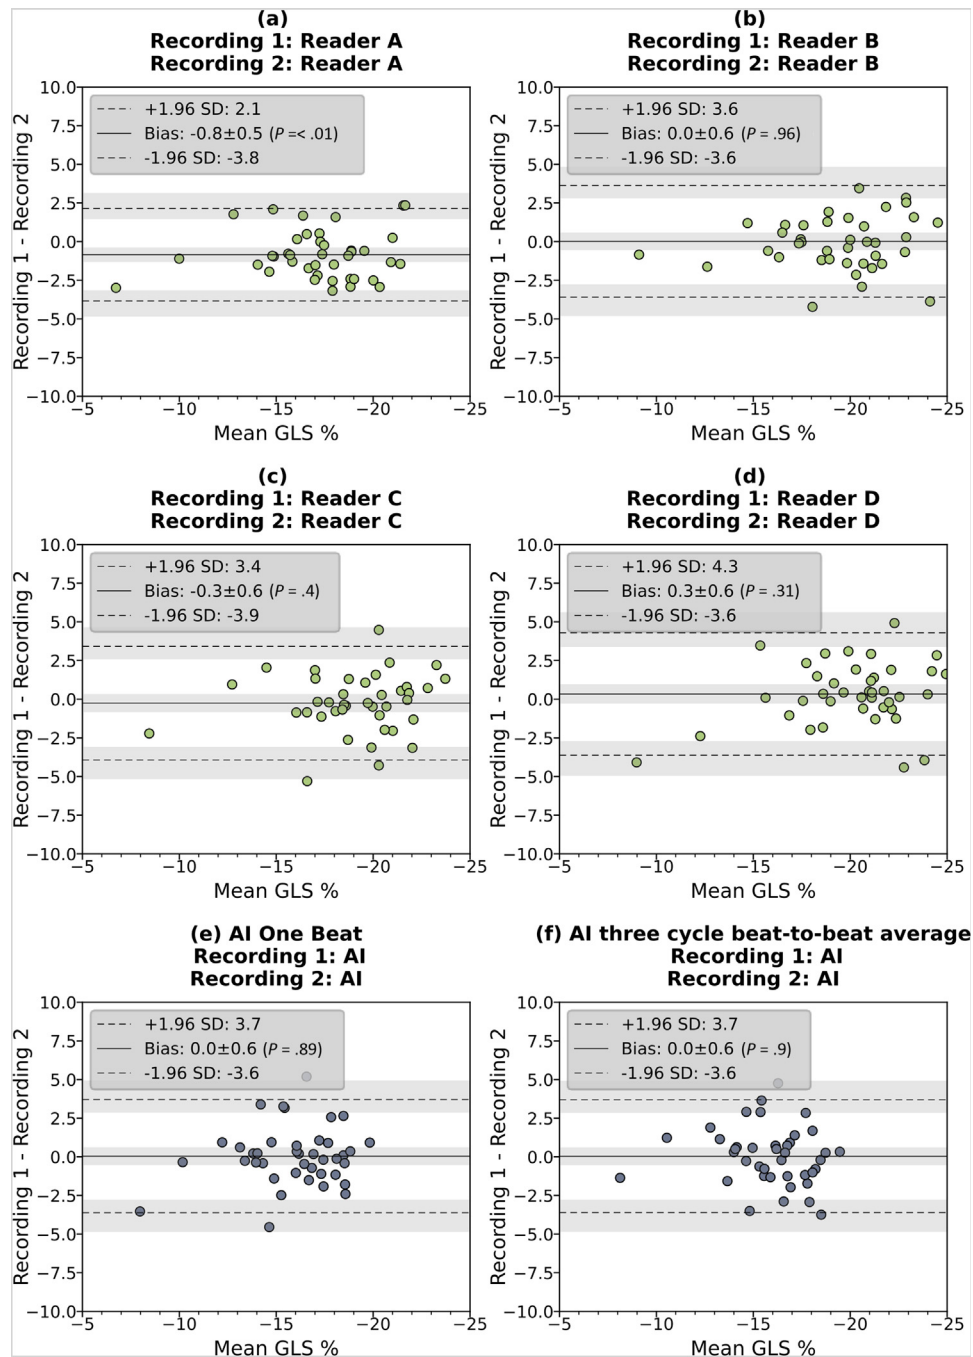 (a)
Recording 1: Reader A
Recording 2: Reader A
10.0
7.5
5.0
2.5
0.0
−2.5
−5.0
−7.5
−10.0
Recording 1 - Recording 2
+1.96 SD: 2.1
Bias: -0.8±0.5 (P =< .01)
-1.96 SD: -3.8
−5
−10
−15
−20
−25
Mean GLS %
(b)
Recording 1: Reader B
Recording 2: Reader B
10.0
7.5
5.0
2.5
0.0
−2.5
−5.0
−7.5
−10.0
Recording 1 - Recording 2
+1.96 SD: 3.6
Bias: 0.0±0.6 (P = .96)
-1.96 SD: -3.6
−5
−10
−15
−20
−25
Mean GLS %
(c)
Recording 1: Reader C
Recording 2: Reader C
10.0
7.5
5.0
2.5
0.0
−2.5
−5.0
−7.5
−10.0
Recording 1 - Recording 2
+1.96 SD: 3.4
Bias: -0.3±0.6 (P = .4)
-1.96 SD: -3.9
−5
−10
−15
−20
−25
Mean GLS %
(d)
Recording 1: Reader D
Recording 2: Reader D
10.0
7.5
5.0
2.5
0.0
−2.5
−5.0
−7.5
−10.0
Recording 1 - Recording 2
+1.96 SD: 4.3
Bias: 0.3±0.6 (P = .31)
-1.96 SD: -3.6
−5
−10
−15
−20
−25
Mean GLS %
(e) AI One Beat
Recording 1: AI
Recording 2: AI
10.0
7.5
5.0
2.5
0.0
−2.5
−5.0
−7.5
−10.0
Recording 1 - Recording 2
+1.96 SD: 3.7
Bias: 0.0±0.6 (P = .89)
-1.96 SD: -3.6
−5
−10
−15
−20
−25
Mean GLS %
(f) AI three cycle beat-to-beat average
Recording 1: AI
Recording 2: AI
10.0
7.5
5.0
2.5
0.0
−2.5
−5.0
−7.5
−10.0
Recording 1 - Recording 2
+1.96 SD: 3.7
Bias: 0.0±0.6 (P = .9)
-1.96 SD: -3.6
−5
−10
−15
−20
−25
Mean GLS %